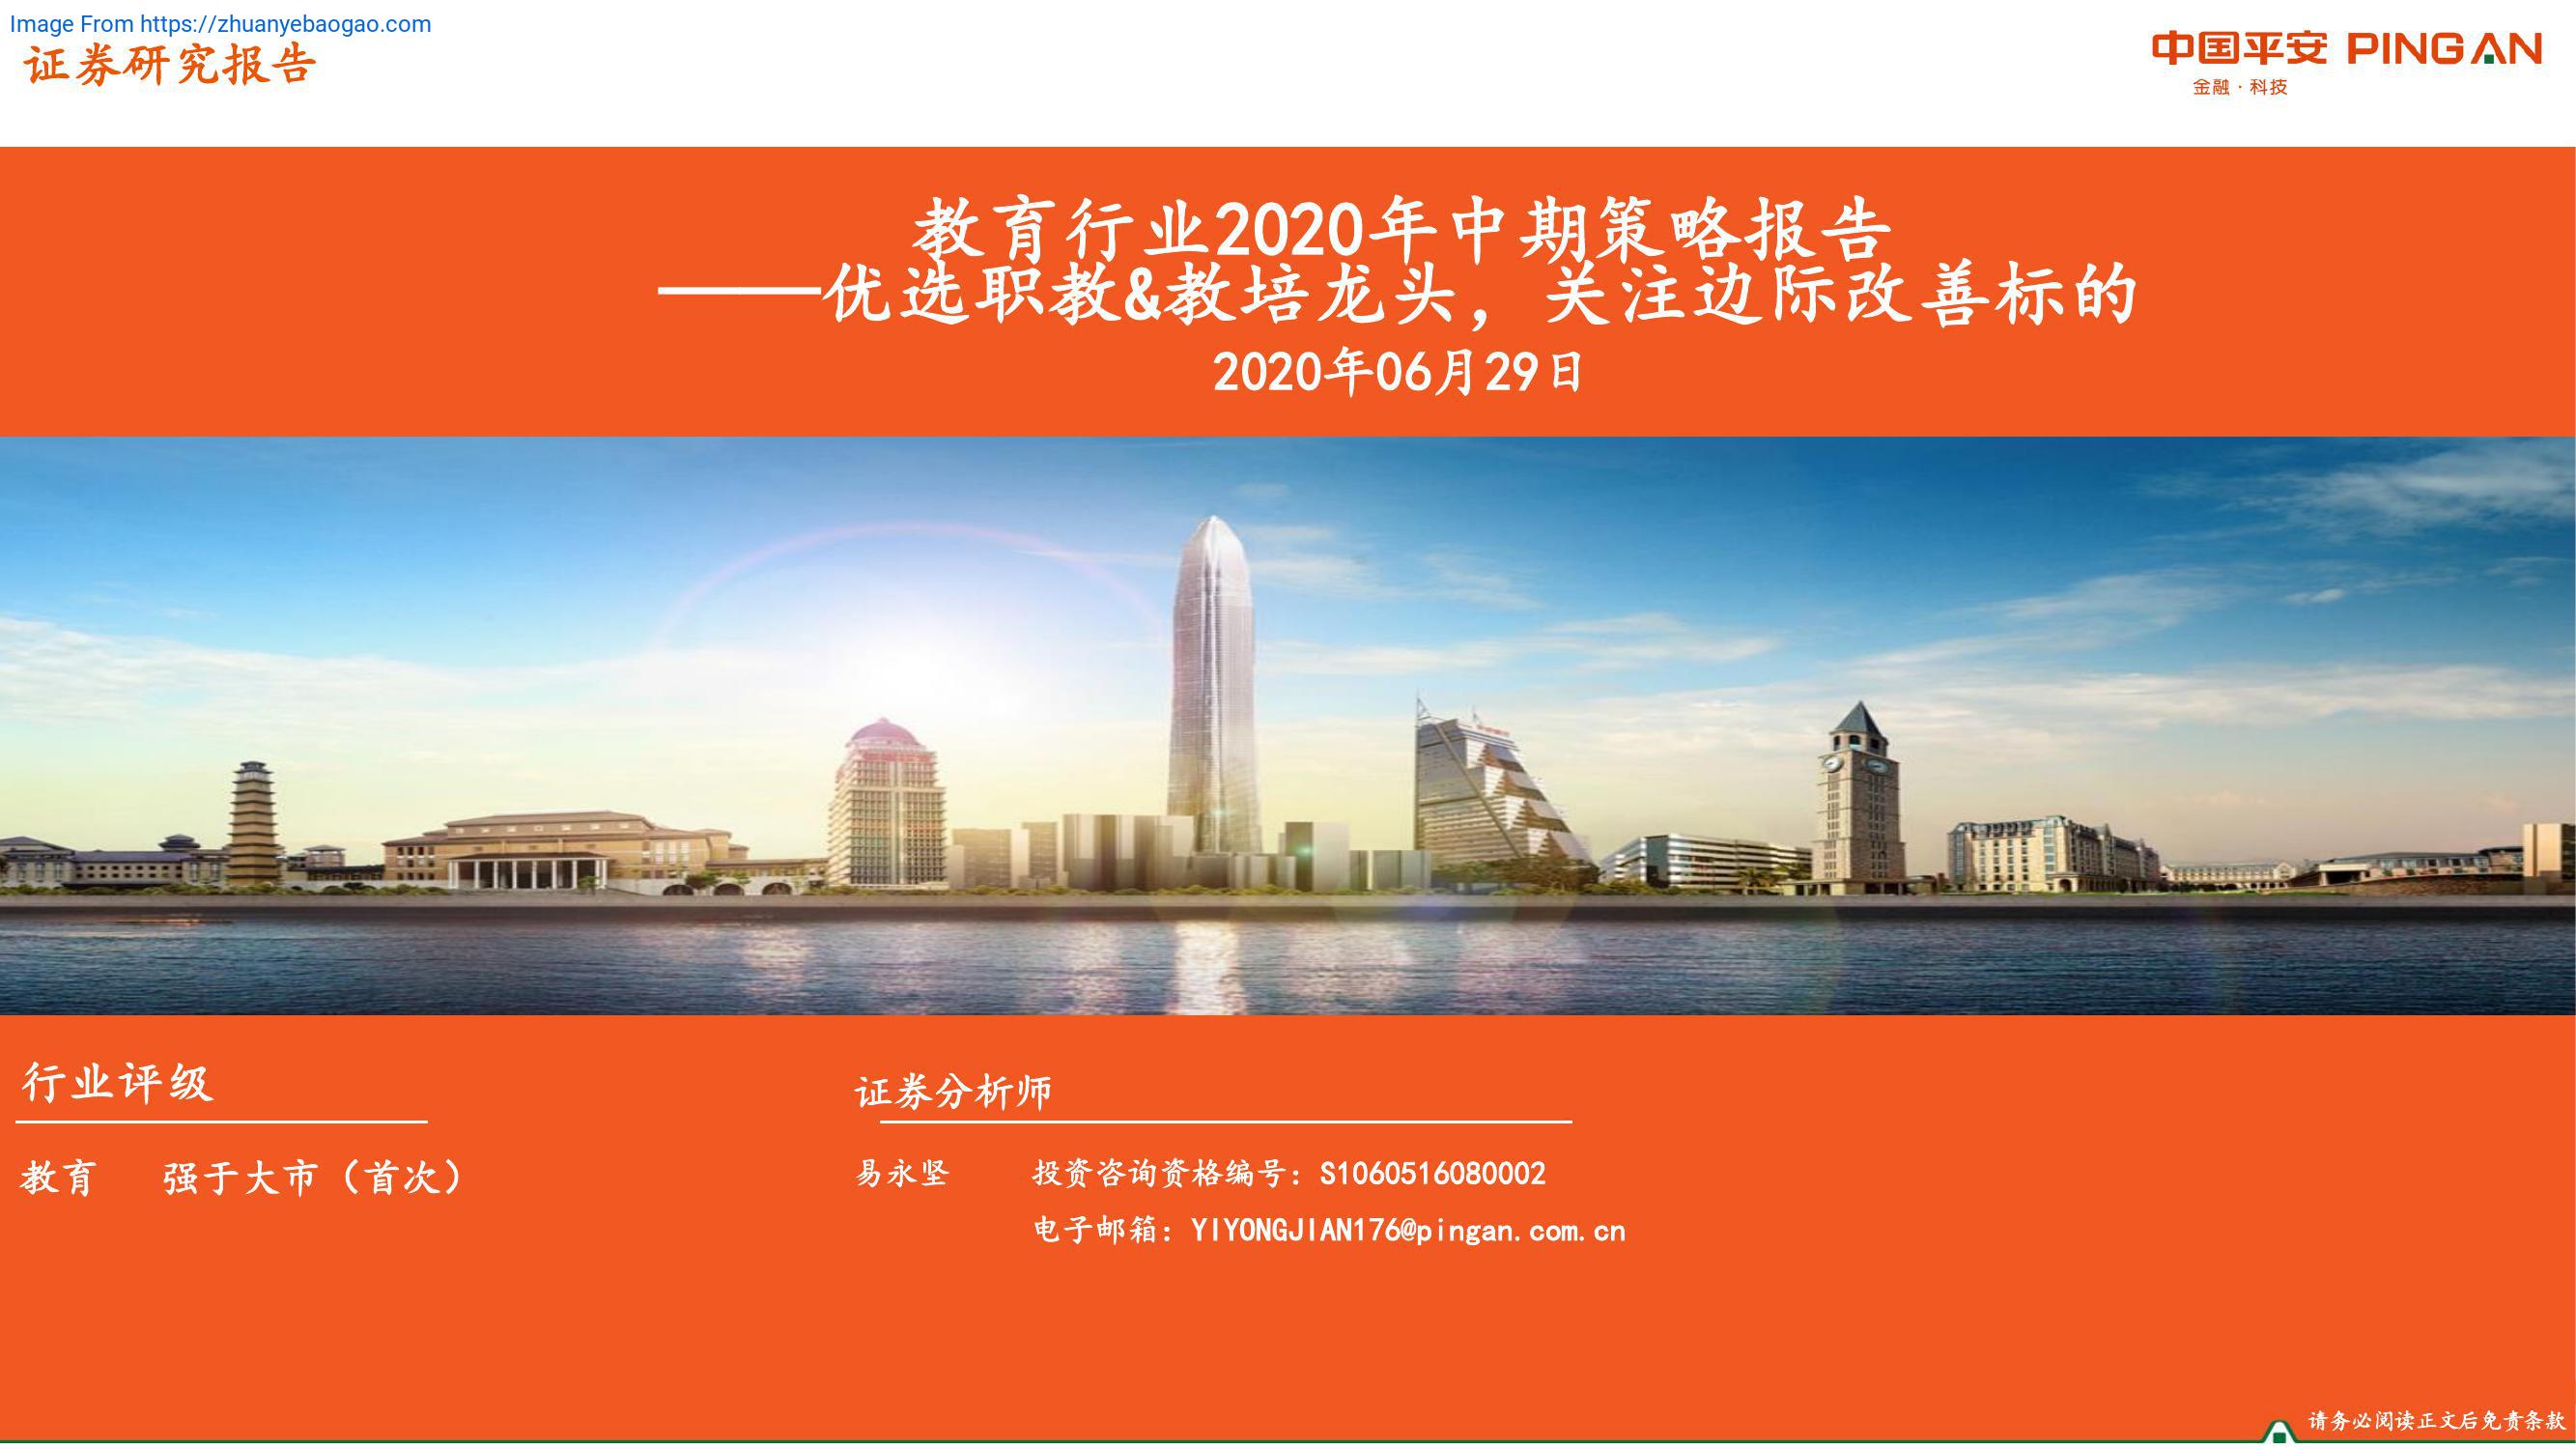 Image From https://zhuanyebaogao.com
证券研究报告
中国平安 PINGAN
金融·科技
教育行业2020年中期策略报告
——优选职教&教培龙头，关注边际改善标的
2020年06月29日
行业评级
证券分析师
教育 强于大市（首次）
易永坚 投资咨询资格编号：S1060516080002
电子邮箱：YIYONGJIAN176@pingan.com.cn
请务必阅读正文后免责条款